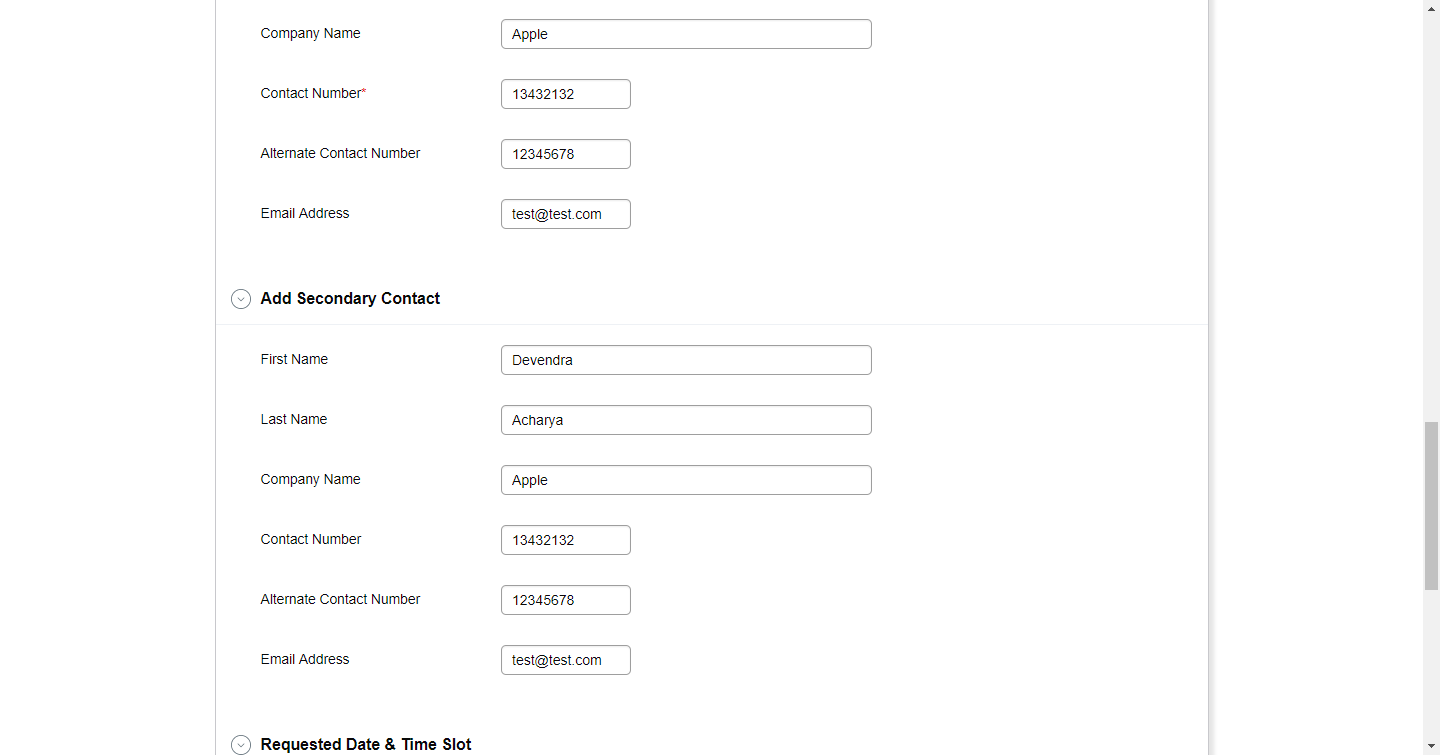 Company Name Apple
Contact Number* 13432132
Alternate Contact Number 12345678
Email Address test@test.com
Add Secondary Contact
First Name Devendra
Last Name Acharya
Company Name Apple
Contact Number 13432132
Alternate Contact Number 12345678
Email Address test@test.com
Requested Date & Time Slot